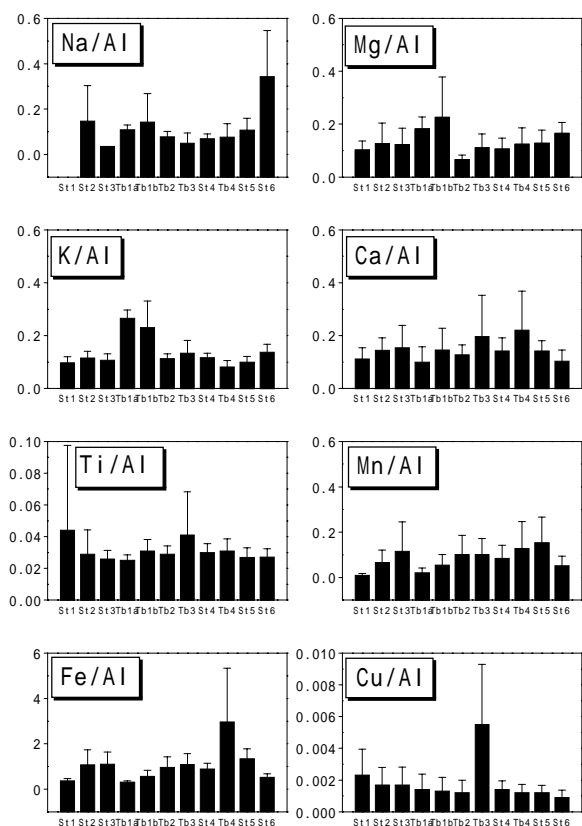 Na/Al
0.6
0.4
0.2
0.0
St1 St2 St3 Tb1a Tb1b Tb2 Tb3 St4 Tb4 St5 St6
Mg/Al
0.6
0.4
0.2
0.0
St1 St2 St3 Tb1a Tb1b Tb2 Tb3 St4 Tb4 St5 St6
K/Al
0.6
0.4
0.2
0.0
St1 St2 St3 Tb1a Tb1b Tb2 Tb3 St4 Tb4 St5 St6
Ca/Al
0.6
0.4
0.2
0.0
St1 St2 St3 Tb1a Tb1b Tb2 Tb3 St4 Tb4 St5 St6
Ti/Al
0.10
0.08
0.06
0.04
0.02
0.00
St1 St2 St3 Tb1a Tb1b Tb2 Tb3 St4 Tb4 St5 St6
Mn/Al
0.6
0.4
0.2
0.0
St1 St2 St3 Tb1a Tb1b Tb2 Tb3 St4 Tb4 St5 St6
Fe/Al
6
4
2
0
St1 St2 St3 Tb1a Tb1b Tb2 Tb3 St4 Tb4 St5 St6
Cu/Al
0.010
0.008
0.006
0.004
0.002
0.000
St1 St2 St3 Tb1a Tb1b Tb2 Tb3 St4 Tb4 St5 St6